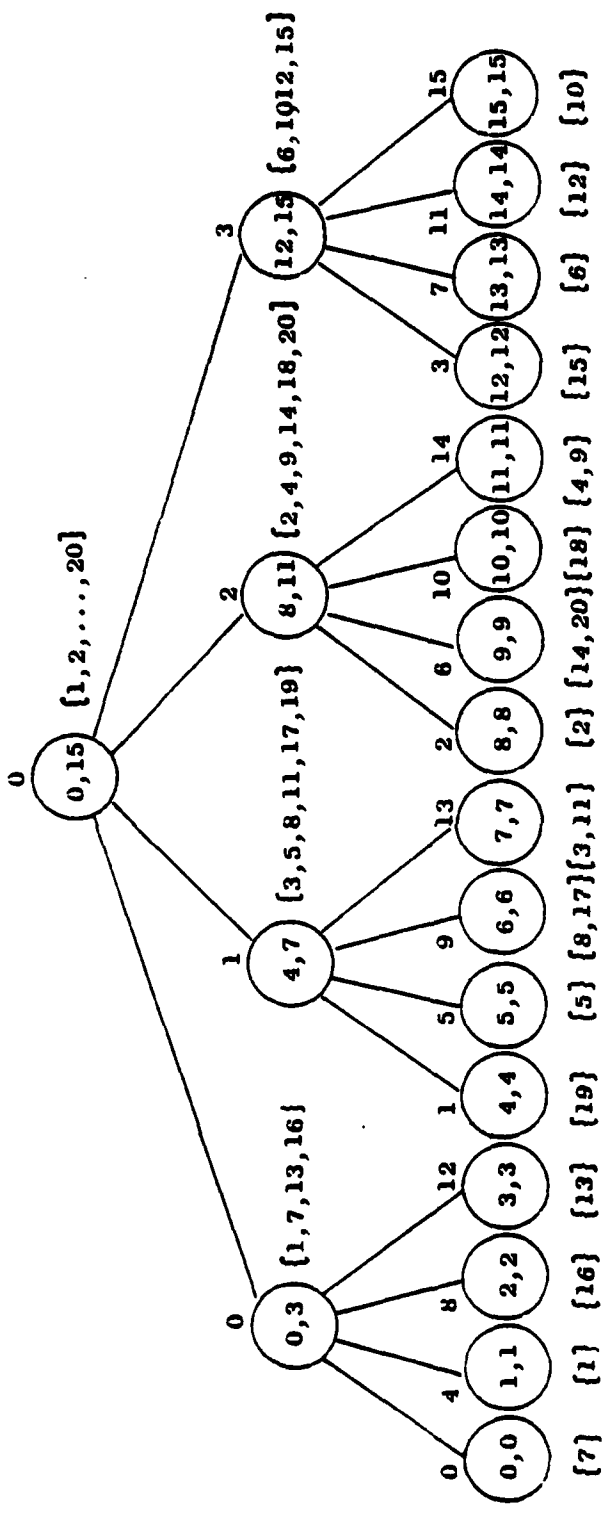 0
0,15 {1,2,...,20}
0 1 2 3
0,3 {1,7,13,16} 4,7 {3,5,8,11,17,19} 8,11 {2,4,9,14,18,20} 12,15 {6,10,12,15}
0 4 8 12 1 5 9 13 2 6 10 14 3 7 11 15
0,0 1,1 2,2 3,3 4,4 5,5 6,6 7,7 8,8 9,9 10,10 11,11 12,12 13,13 14,14 15,15
{7} {1} {16} {13} {19} {5} {8,17} {3,11} {2} {14,20} {18} {4,9} {15} {6} {12} {10}